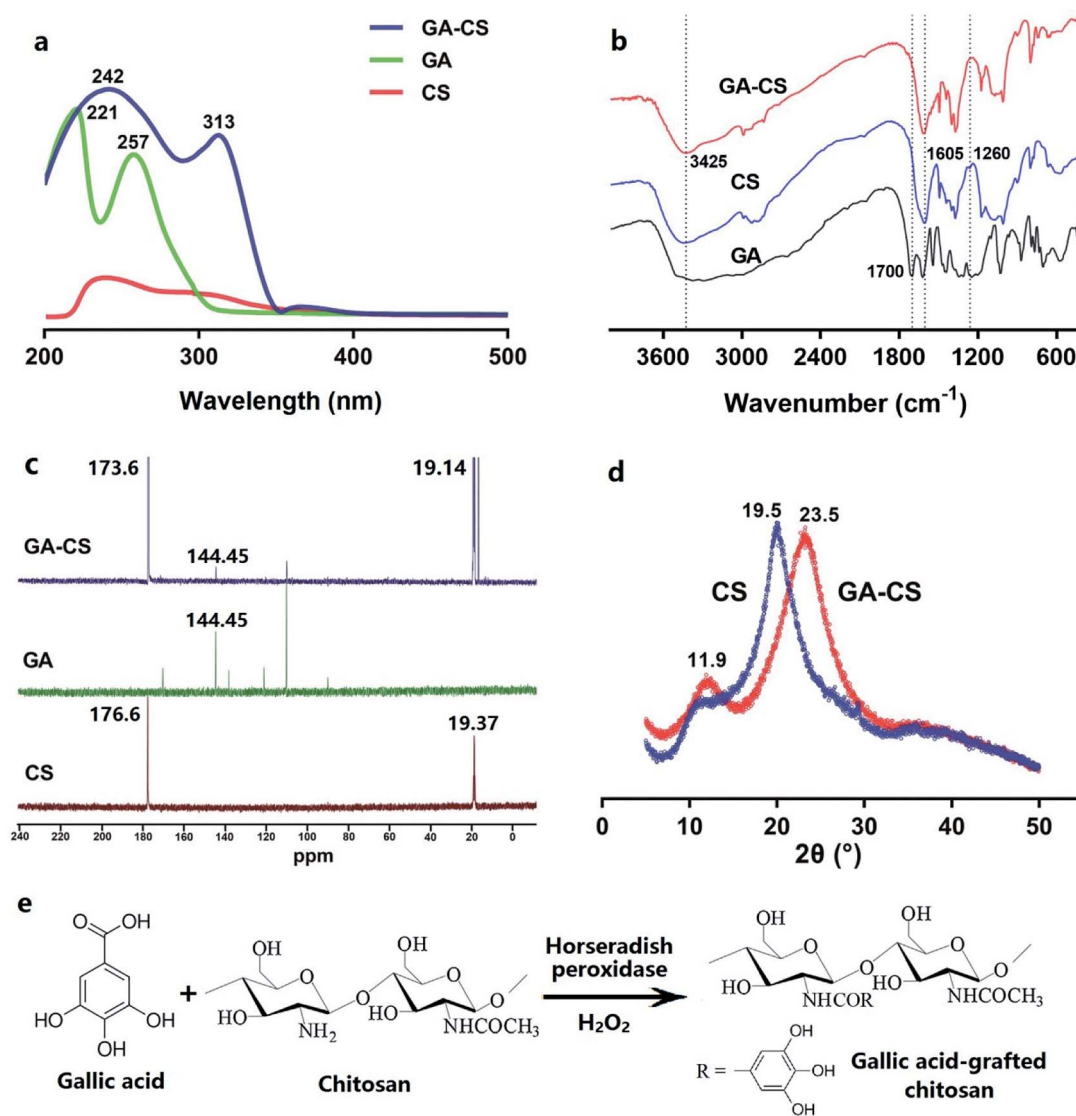 a
GA-CS
GA
CS
242
221
257
313
200
300
400
500
Wavelength (nm)
b
GA-CS
3425
CS
1605
1260
GA
1700
3600
3000
2400
1800
1200
600
Wavenumber (cm⁻¹)
c
173.6
19.14
GA-CS
144.45
144.45
GA
176.6
19.37
CS
240
220
200
180
160
140
120
100
80
60
40
20
0
ppm
d
19.5
23.5
CS
GA-CS
11.9
0
10
20
30
40
50
2θ (°)
e
O
OH
HO
OH
OH
Gallic acid
+
OH
O
HO
NH₂
O
OH
O
HO
NHCOCH₃
O
Chitosan
Horseradish
peroxidase
H₂O₂
OH
O
HO
NHCOR
O
OH
O
HO
NHCOCH₃
O
R =
OH
OH
OH
Gallic acid-grafted
chitosan